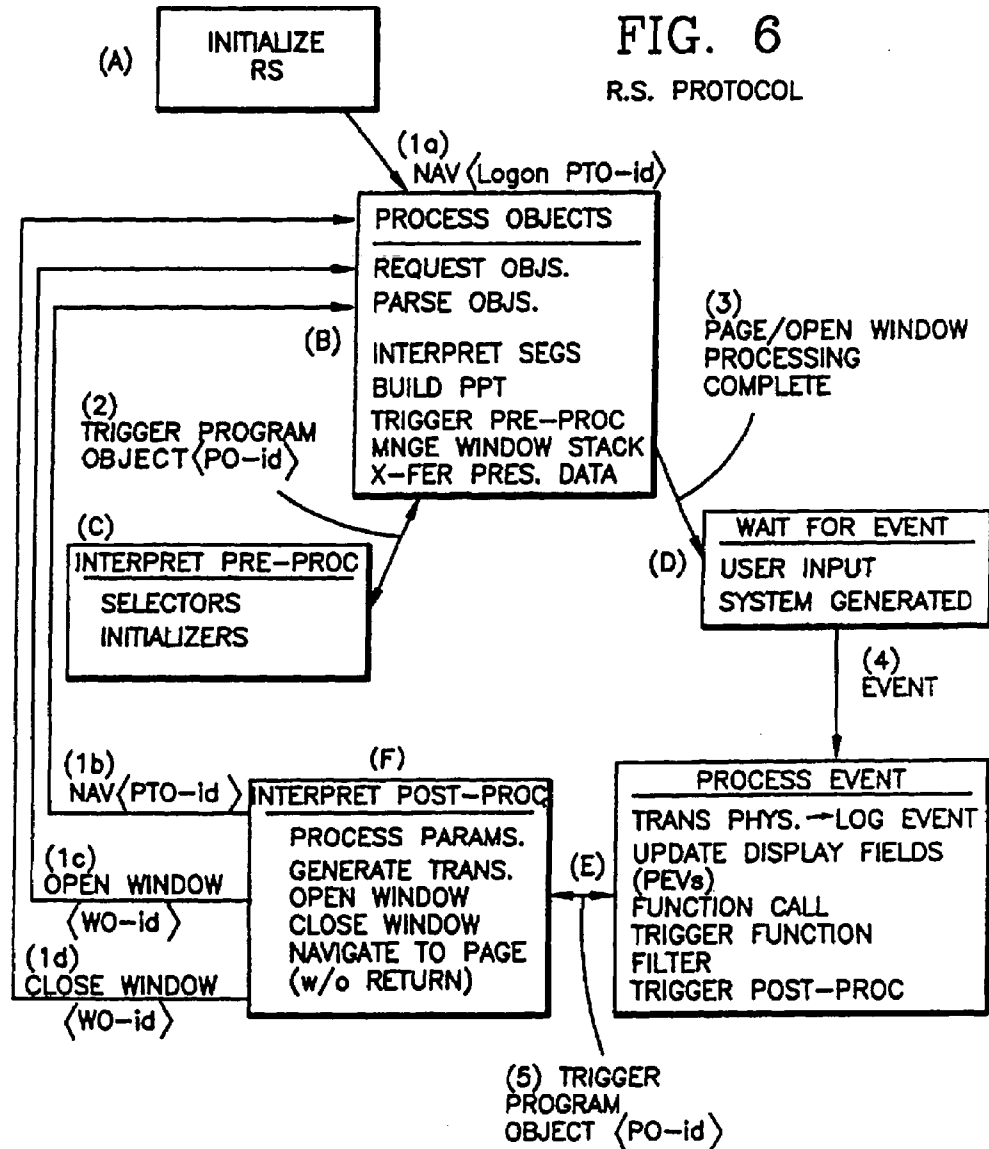 FIG. 6
R.S. PROTOCOL
(A)
INITIALIZE
RS
(1a)
NAV⟨Logon PTO-id⟩
PROCESS OBJECTS
REQUEST OBJS.
PARSE OBJS.
(B)
INTERPRET SEGS
BUILD PPT
TRIGGER PRE-PROC
MNGE WINDOW STACK
X-FER PRES. DATA
(2)
TRIGGER PROGRAM
OBJECT⟨PO-id⟩
(3)
PAGE/OPEN WINDOW
PROCESSING
COMPLETE
(C)
INTERPRET PRE-PROC
SELECTORS
INITIALIZERS
(D)
WAIT FOR EVENT
USER INPUT
SYSTEM GENERATED
(4)
EVENT
(E)
PROCESS EVENT
TRANS PHYS.→LOG EVENT
UPDATE DISPLAY FIELDS
(PEVs)
FUNCTION CALL
TRIGGER FUNCTION
FILTER
TRIGGER POST-PROC
(F)
INTERPRET POST-PROC
PROCESS PARAMS.
GENERATE TRANS.
OPEN WINDOW
CLOSE WINDOW
NAVIGATE TO PAGE
(w/o RETURN)
(1b)
NAV⟨PTO-id⟩
(1c)
OPEN WINDOW
⟨WO-id⟩
(1d)
CLOSE WINDOW
⟨WO-id⟩
(5) TRIGGER
PROGRAM
OBJECT ⟨PO-id⟩